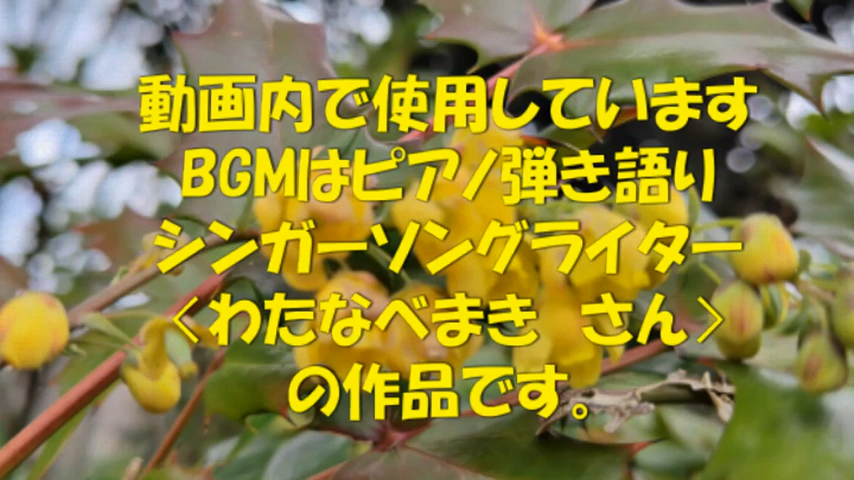 動画内で使用しています
BGMはピアノ弾き語り
シンガーソングライター
〈わたなべまき　さん〉
の作品です。